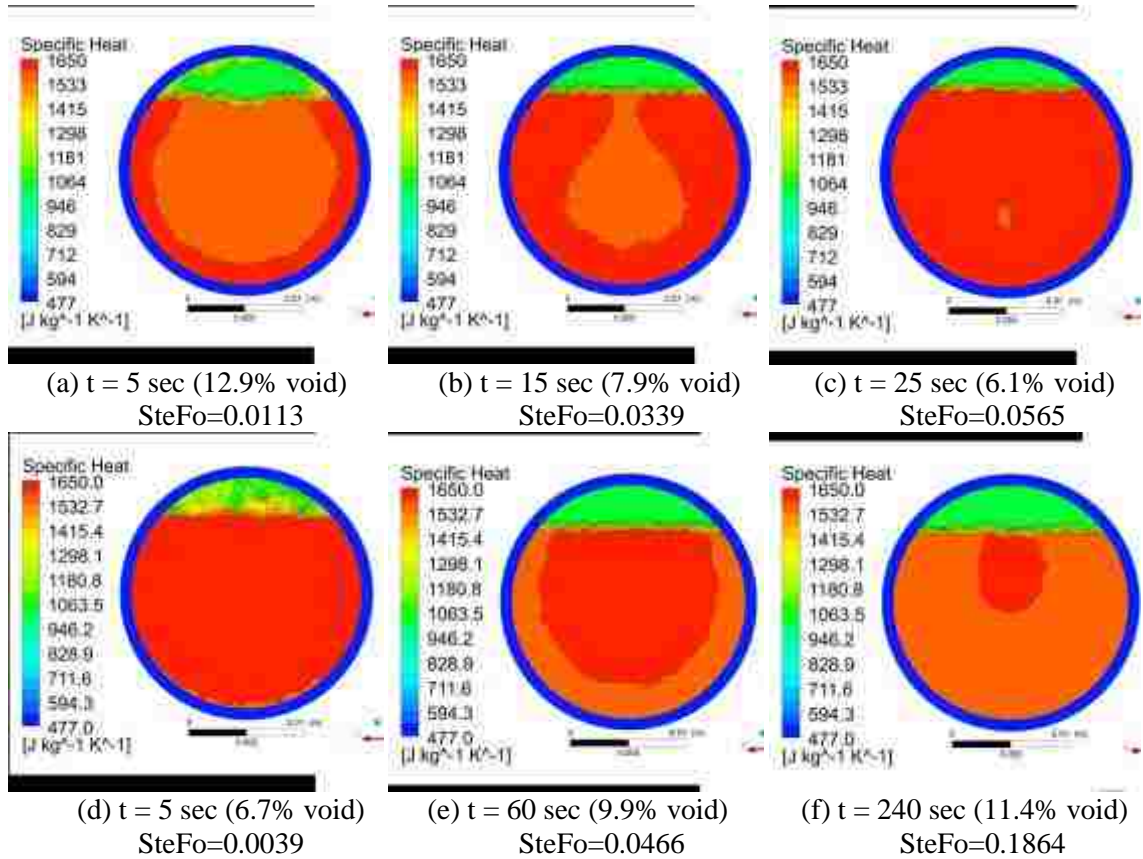 Specific Heat
1650
1533
1415
1298
1181
1064
946
829
712
594
477
[J kg^-1 K^-1]
Specific Heat
1650
1533
1415
1298
1181
1064
946
829
712
594
477
[J kg^-1 K^-1]
Specific Heat
1650
1533
1415
1298
1181
1064
946
829
712
594
477
[J kg^-1 K^-1]
(a) t = 5 sec (12.9% void)
SteFo=0.0113
(b) t = 15 sec (7.9% void)
SteFo=0.0339
(c) t = 25 sec (6.1% void)
SteFo=0.0565
Specific Heat
1650.0
1532.7
1415.4
1298.1
1180.8
1063.5
946.2
828.9
711.6
594.3
477.0
[J kg^-1 K^-1]
Specific Heat
1650.0
1532.7
1415.4
1298.1
1180.8
1063.5
946.2
828.9
711.6
594.3
477.0
[J kg^-1 K^-1]
Specific Heat
1650.0
1532.7
1415.4
1298.1
1180.8
1063.5
946.2
828.9
711.6
594.3
477.0
[J kg^-1 K^-1]
(d) t = 5 sec (6.7% void)
SteFo=0.0039
(e) t = 60 sec (9.9% void)
SteFo=0.0466
(f) t = 240 sec (11.4% void)
SteFo=0.1864